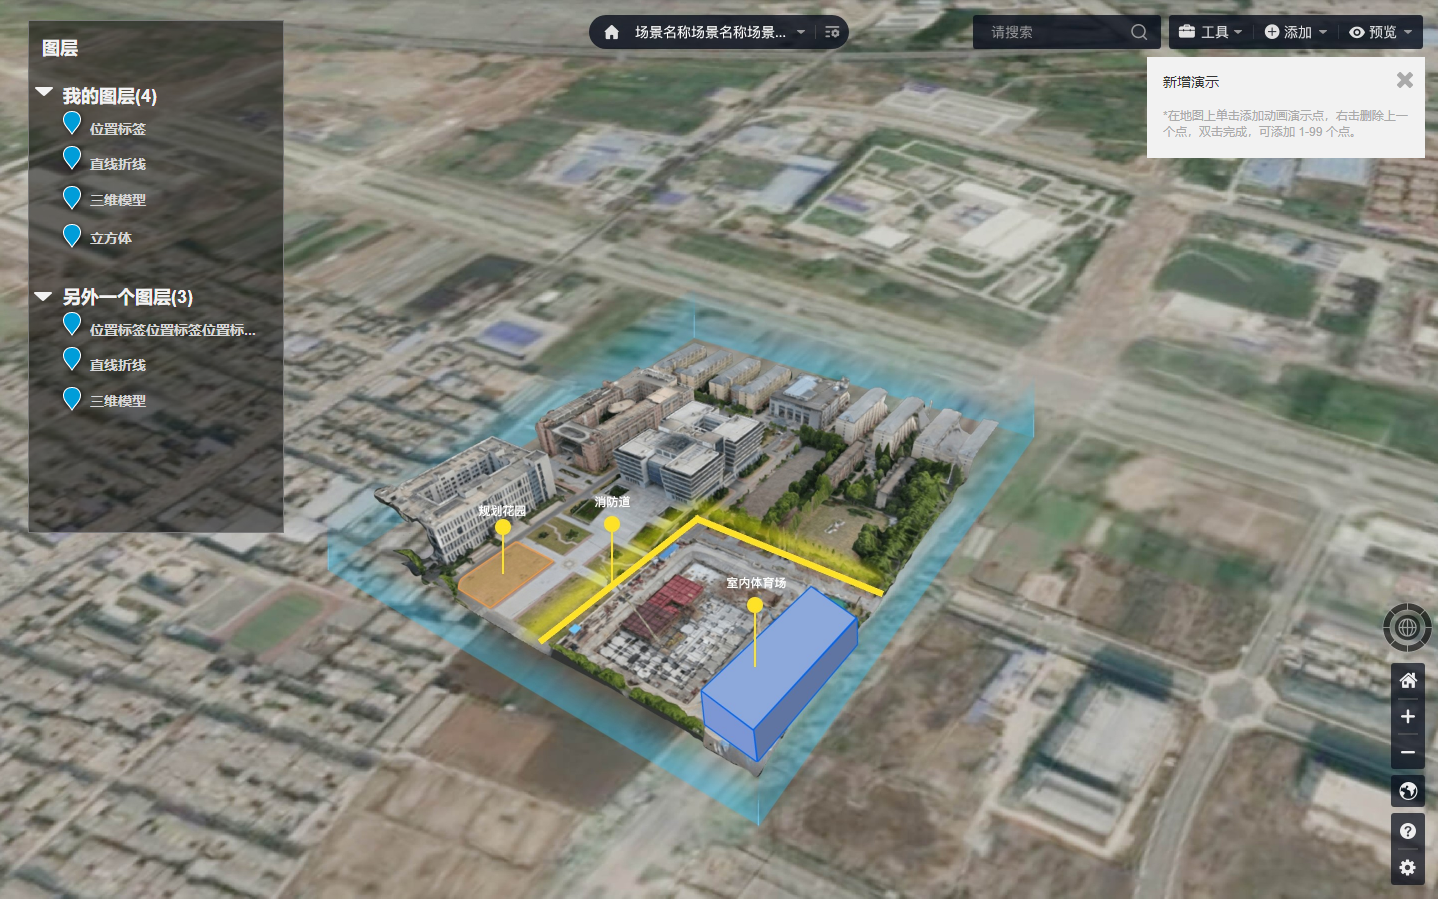 图层
我的图层(4)
位置标签
直线折线
三维模型
立方体
另外一个图层(3)
位置标签位置标签位置标...
直线折线
三维模型
场景名称场景名称场景...
请搜索
工具
添加
预览
新增演示
*在地图上单击添加动画演示点，右击删除上一
个点，双击完成，可添加 1-99 个点。
规划花园
消防道
室内体育场